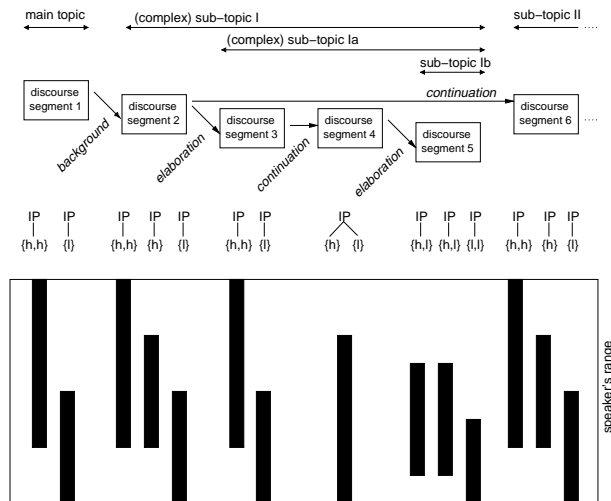 main topic
(complex) sub-topic I
sub-topic II
(complex) sub-topic Ia
sub-topic Ib
continuation
discourse
segment 1
discourse
segment 2
discourse
segment 3
discourse
segment 4
discourse
segment 5
discourse
segment 6
background
elaboration
continuation
elaboration
IP IP IP IP IP IP IP IP IP IP IP IP IP IP
{h,h} {l} {h,h} {h} {l} {h,h} {l} {h} {l} {h,l} {h,l} {l,l} {h,h} {h} {l}
speaker's range